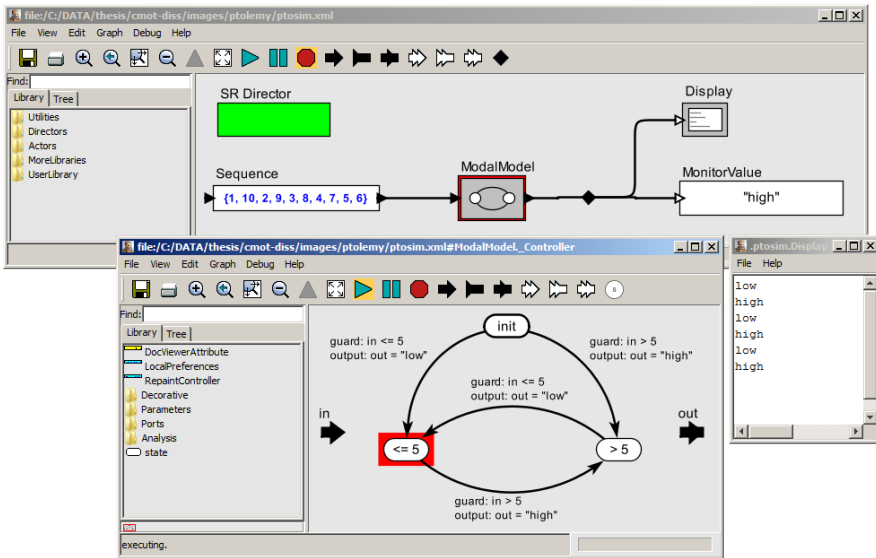 file:/C:/DATA/thesis/cmot-diss/images/ptolemy/ptosim.xml
File View Edit Graph Debug Help
Find:
Library Tree
Utilities
Directors
Actors
MoreLibraries
UserLibrary
SR Director
Display
Sequence
{1, 10, 2, 9, 3, 8, 4, 7, 5, 6}
ModalModel
MonitorValue
"high"
file:/C:/DATA/thesis/cmot-diss/images/ptolemy/ptosim.xml#ModalModel._Controller
File View Edit Graph Debug Help
Find:
Library Tree
DocViewerAttribute
LocalPreferences
RepaintController
Decorative
Parameters
Ports
Analysis
state
executing.
init
guard: in <= 5
output: out = "low"
guard: in > 5
output: out = "high"
guard: in <= 5
output: out = "low"
in
out
<= 5
> 5
guard: in > 5
output: out = "high"
.ptosim.Display
File Help
low
high
low
high
low
high